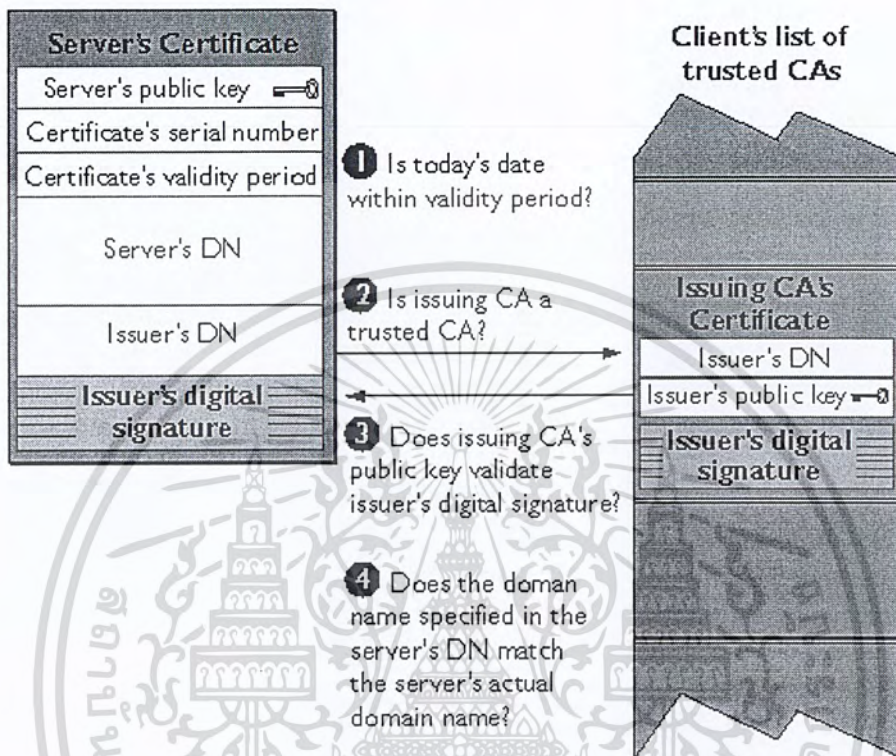 Server's Certificate
Server's public key
Certificate's serial number
Certificate's validity period
Server's DN
Issuer's DN
Issuer's digital
signature
1 Is today's date
within validity period?
2 Is issuing CA a
trusted CA?
3 Does issuing CA's
public key validate
issuer's digital signature?
4 Does the doman
name specified in the
server's DN match
the server's actual
domain name?
Client's list of
trusted CAs
Issuing CA's
Certificate
Issuer's DN
Issuer's public key
Issuer's digital
signature